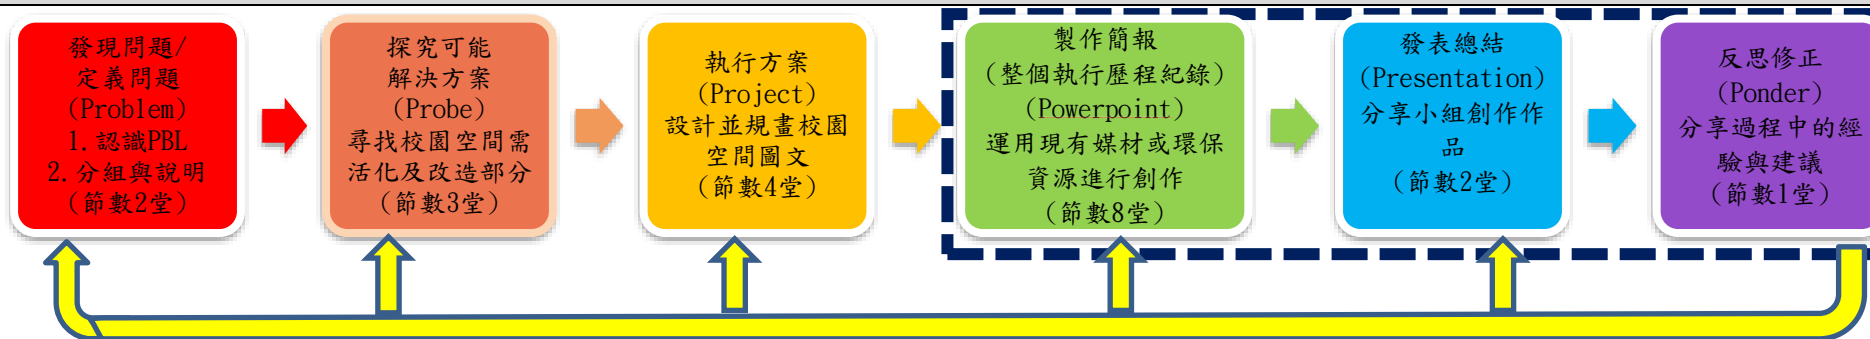 發現問題/
定義問題
(Problem)
1.認識PBL
2.分組與說明
(節數2堂)
探究可能
解決方案
(Probe)
尋找校園空間需
活化及改造部分
(節數3堂)
執行方案
(Project)
設計並規畫校園
空間圖文
(節數4堂)
製作簡報
(整個執行歷程紀錄)
(Powerpoint)
運用現有媒材或環保
資源進行創作
(節數8堂)
發表總結
(Presentation)
分享小組創作作
品
(節數2堂)
反思修正
(Ponder)
分享過程中的經
驗與建議
(節數1堂)